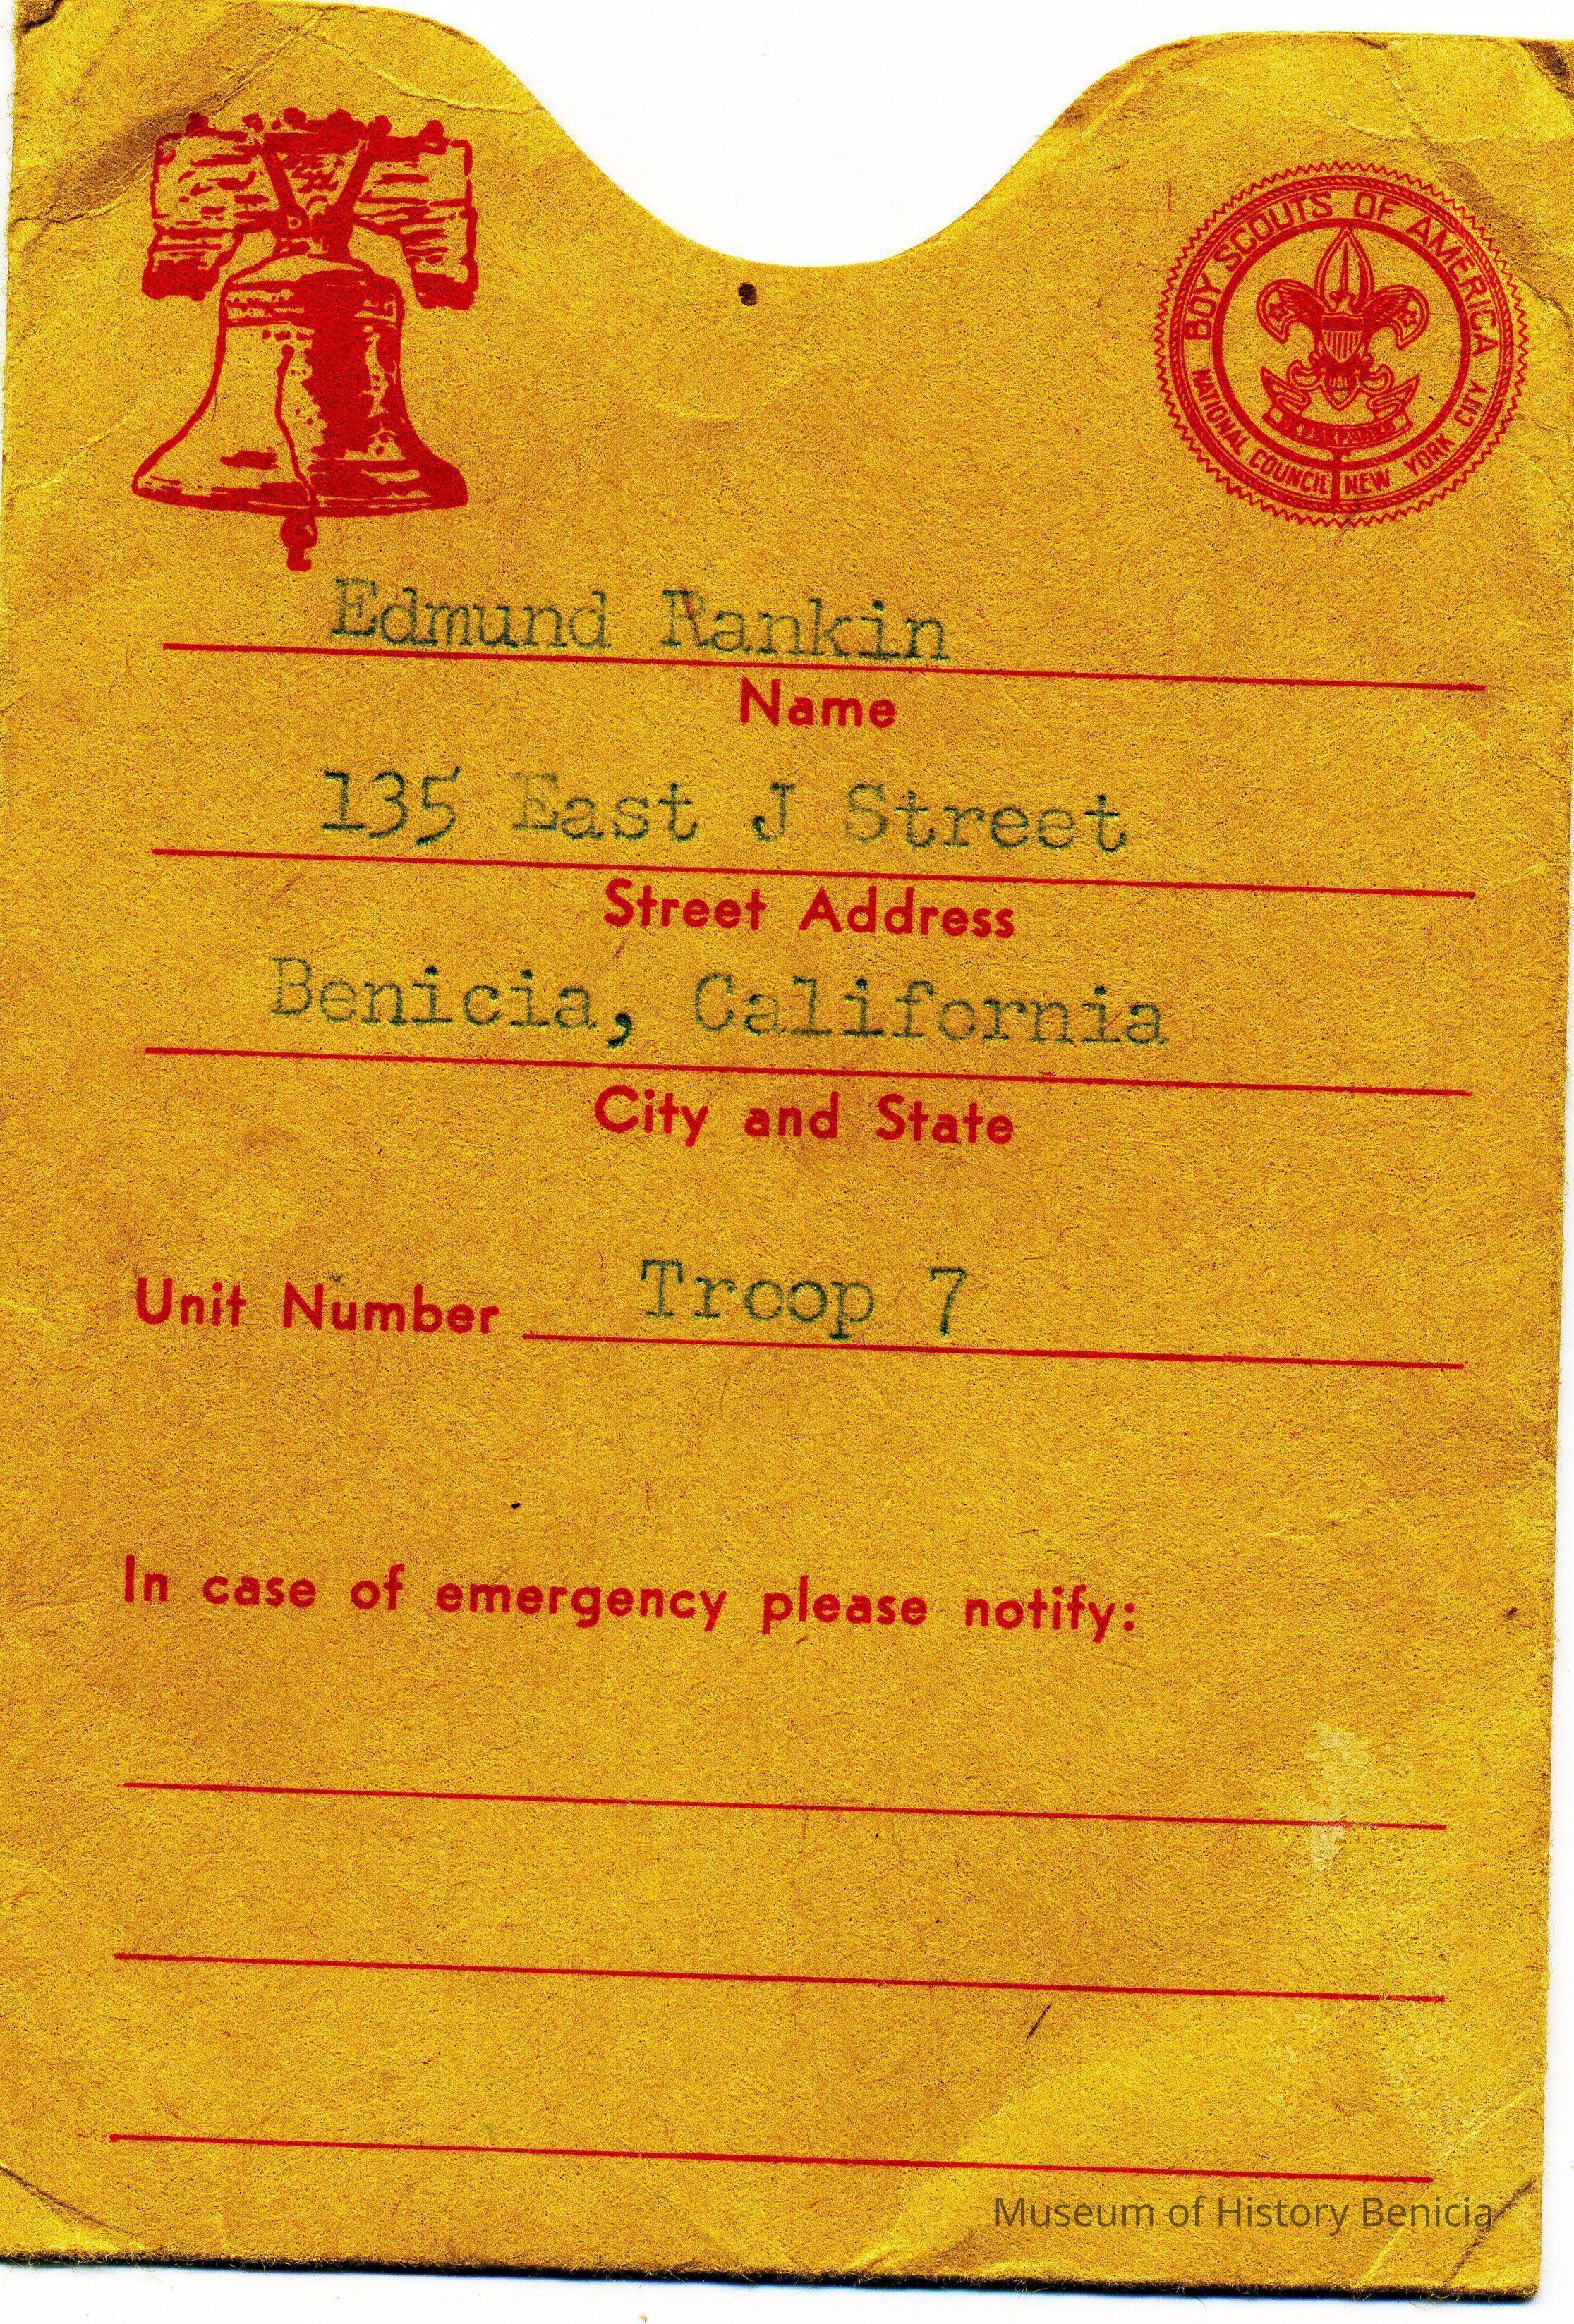 BOY SCOUTS OF AMERICA
NATIONAL COUNCIL NEW YORK CITY
BE PREPARED
Edmund Rankin
Name
135 East J Street
Street Address
Benicia, California
City and State
Unit Number Troop 7
In case of emergency please notify:
Museum of History Benicia